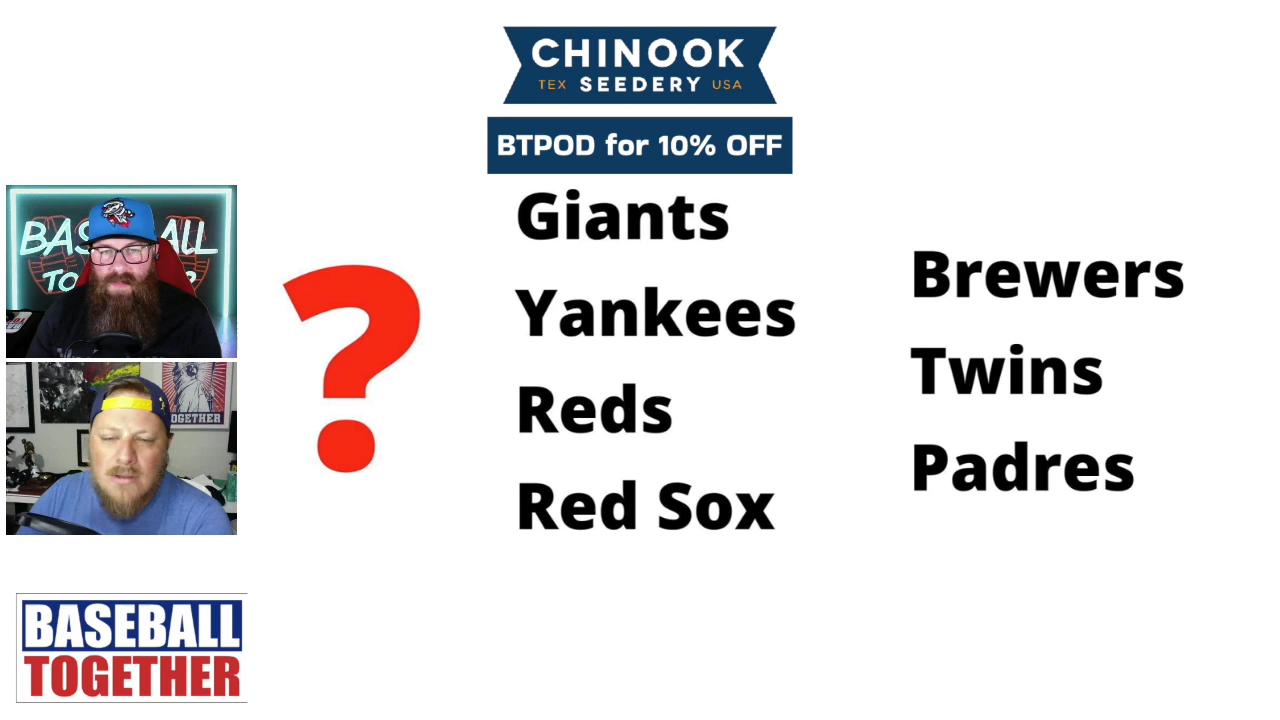 CHINOOK
TEX SEEDERY USA
BTPOD for 10% OFF
Giants
Yankees
Reds
Red Sox
Brewers
Twins
Padres
BASEBALL
TOGETHER